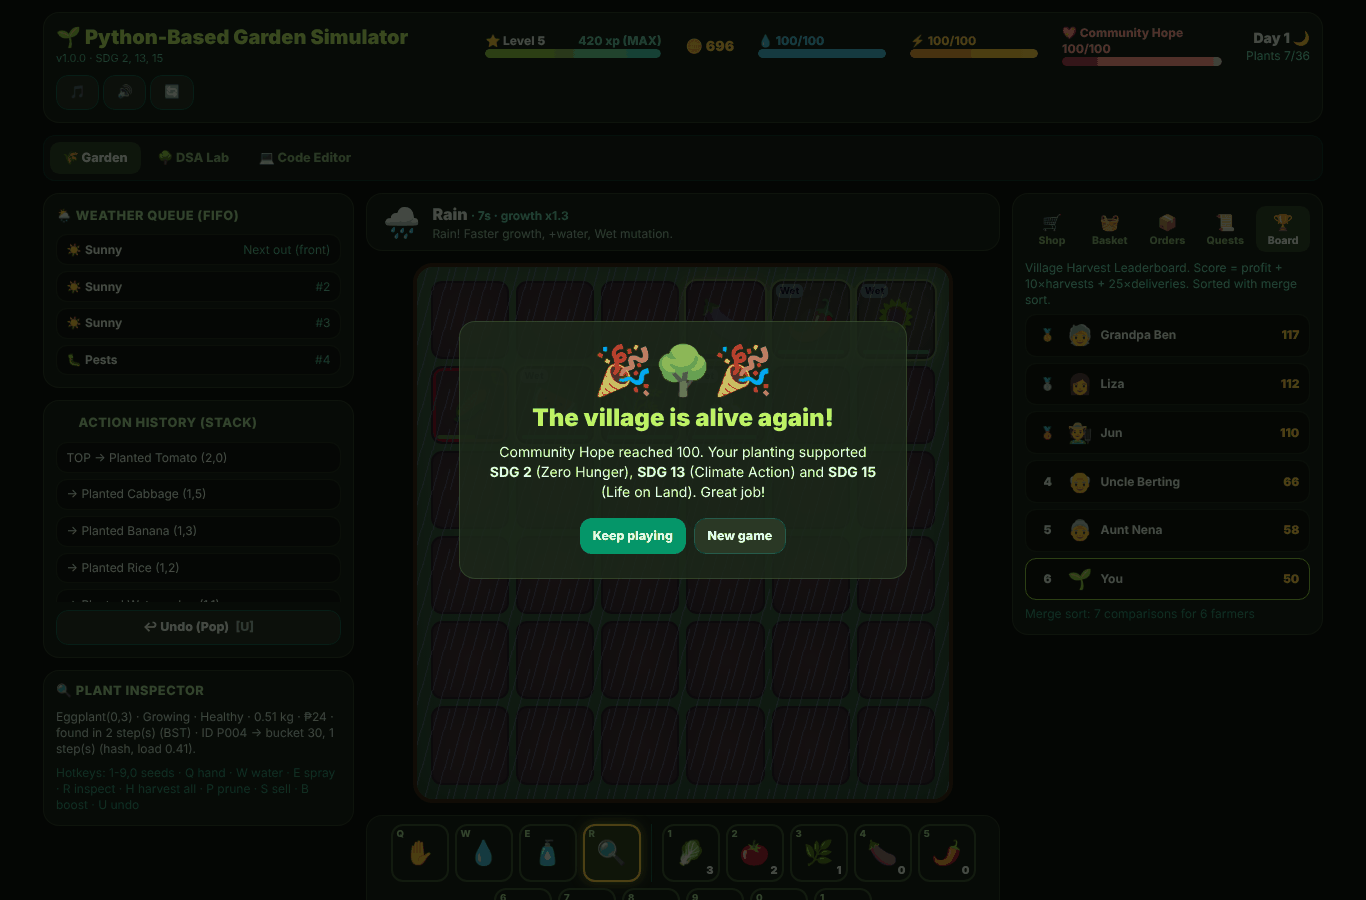 Python-Based Garden Simulator
v1.0.0 · SDG 2, 13, 15
Level 5 420 xp (MAX)
696
100/100
100/100
Community Hope
100/100
Day 1
Plants 7/36
Garden
DSA Lab
Code Editor
WEATHER QUEUE (FIFO)
Sunny Next out (front)
Sunny #2
Sunny #3
Pests #4
ACTION HISTORY (STACK)
TOP → Planted Tomato (2,0)
→ Planted Cabbage (1,5)
→ Planted Banana (1,3)
→ Planted Rice (1,2)
↩ Undo (Pop) [U]
PLANT INSPECTOR
Eggplant(0,3) · Growing · Healthy · 0.51 kg · ₱24 ·
found in 2 step(s) (BST) · ID P004 → bucket 30, 1
step(s) (hash, load 0.41).
Hotkeys: 1-9,0 seeds · Q hand · W water · E spray
· R inspect · H harvest all · P prune · S sell · B
boost · U undo
Rain · 7s · growth x1.3
Rain! Faster growth, +water, Wet mutation.
Wet
Wet
The village is alive again!
Community Hope reached 100. Your planting supported
SDG 2 (Zero Hunger), SDG 13 (Climate Action) and SDG 15
(Life on Land). Great job!
Keep playing
New game
Q
W
E
R
1 3
2 2
3 1
4 0
5 0
6
7
8
9
0
Shop
Basket
Orders
Quests
Board
Village Harvest Leaderboard. Score = profit +
10×harvests + 25×deliveries. Sorted with merge
sort.
Grandpa Ben 117
Liza 112
Jun 110
4 Uncle Berting 66
5 Aunt Nena 58
6 You 50
Merge sort: 7 comparisons for 6 farmers